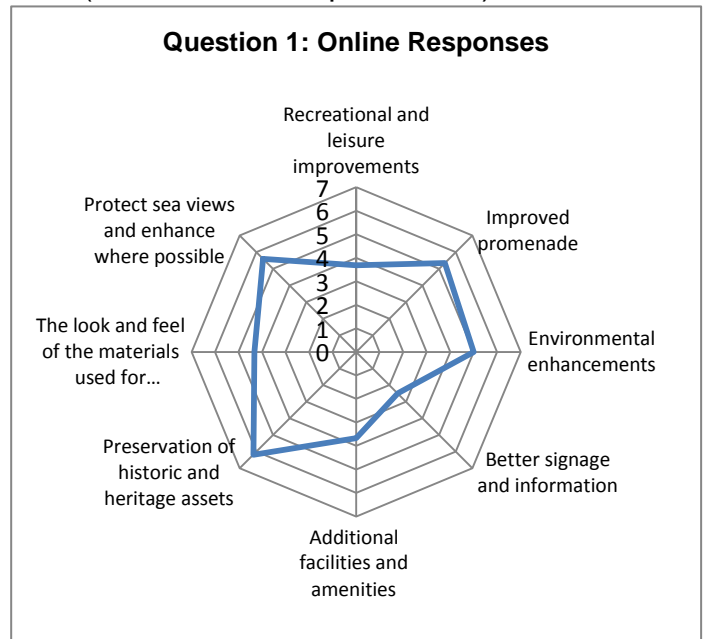 Question 1: Online Responses
Recreational and
leisure
improvements
7
6
5
4
3
2
1
0
Improved
promenade
Environmental
enhancements
Better signage
and information
Additional
facilities and
amenities
Preservation of
historic and
heritage assets
The look and feel
of the materials
used for…
Protect sea views
and enhance
where possible